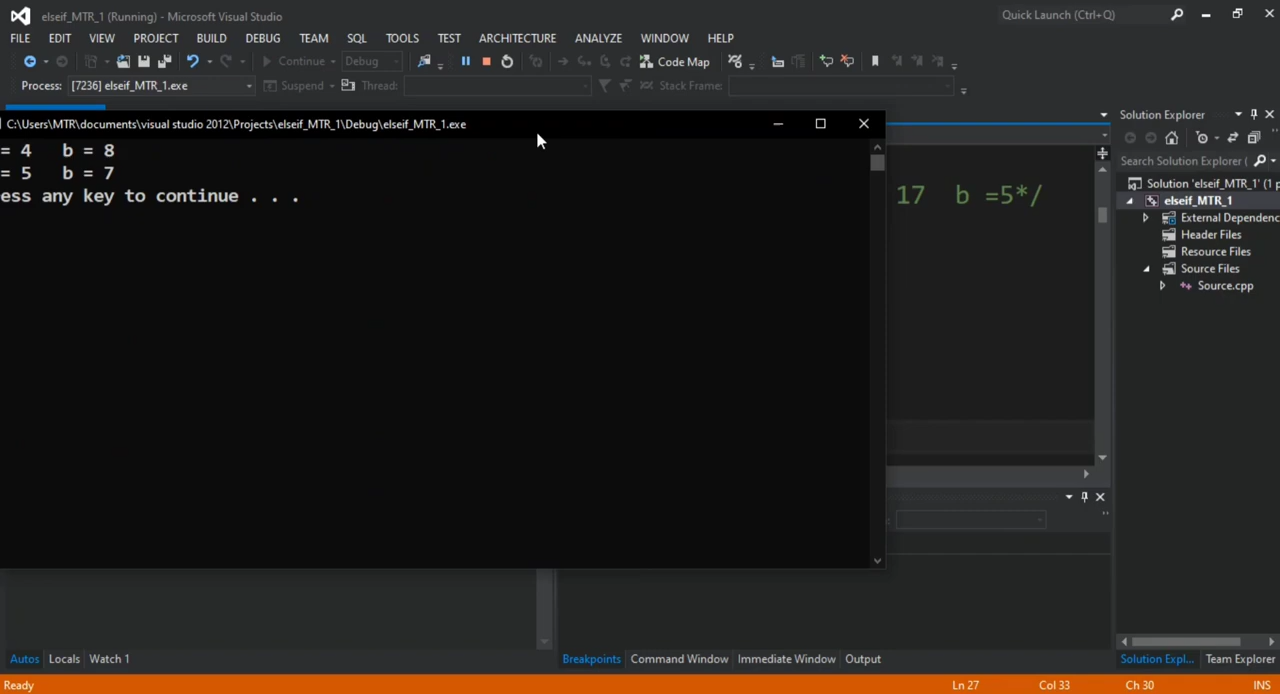 elseif_MTR_1 (Running) - Microsoft Visual Studio
Quick Launch (Ctrl+Q)
FILE EDIT VIEW PROJECT BUILD DEBUG TEAM SQL TOOLS TEST ARCHITECTURE ANALYZE WINDOW HELP
Continue Debug Code Map
Process: [7236] elseif_MTR_1.exe Suspend Thread: Stack Frame:
C:\Users\MTR\documents\visual studio 2012\Projects\elseif_MTR_1\Debug\elseif_MTR_1.exe
= 4 b = 8
= 5 b = 7
ess any key to continue . . .
17 b =5*/
Solution Explorer
Search Solution Explorer (
Solution 'elseif_MTR_1' (1 p
elseif_MTR_1
External Dependenc
Header Files
Resource Files
Source Files
Source.cpp
Autos Locals Watch 1
Breakpoints Command Window Immediate Window Output
Solution Expl... Team Explorer
Ready Ln 27 Col 33 Ch 30 INS